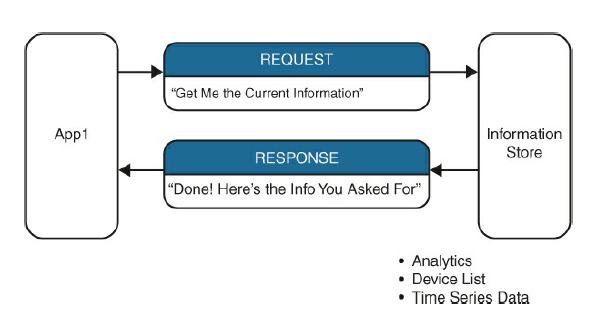 REQUEST
"Get Me the Current Information"
App1
Information
Store
RESPONSE
"Done! Here's the Info You Asked For"
• Analytics
• Device List
• Time Series Data